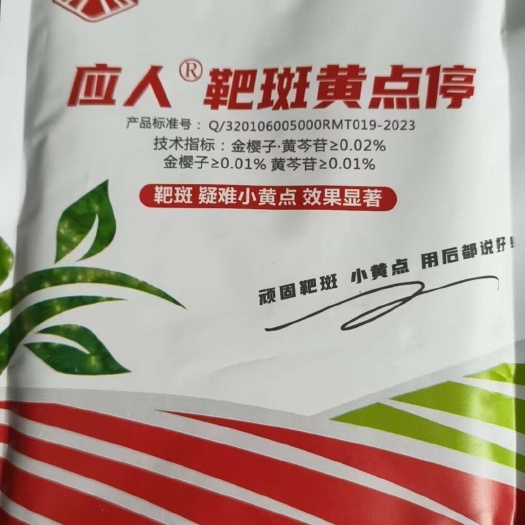 应人® 靶斑黄点停
产品标准号： Q/320106005000RMT019-2023
技术指标：金樱子·黄芩苷≥0.02%
金樱子≥0.01% 黄芩苷≥0.01%
靶斑 疑难小黄点 效果显著
顽固靶斑 小黄点 用后都说好